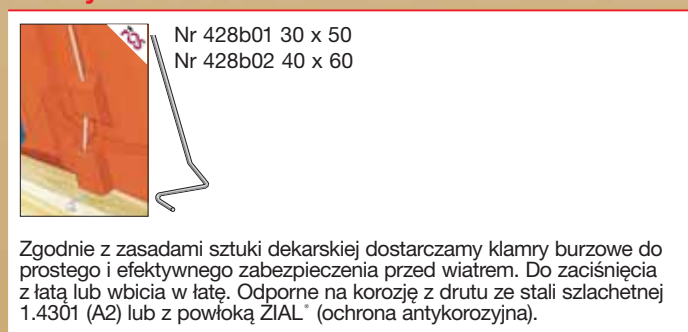 FOS
Nr 428b01 30 x 50
Nr 428b02 40 x 60
Zgodnie z zasadami sztuki dekarskiej dostarczamy klamry burzowe do
prostego i efektywnego zabezpieczenia przed wiatrem. Do zaciśnięcia
z łatą lub wbicia w łatę. Odporne na korozję z drutu ze stali szlachetnej
1.4301 (A2) lub z powłoką ZIAL® (ochrona antykorozyjna).